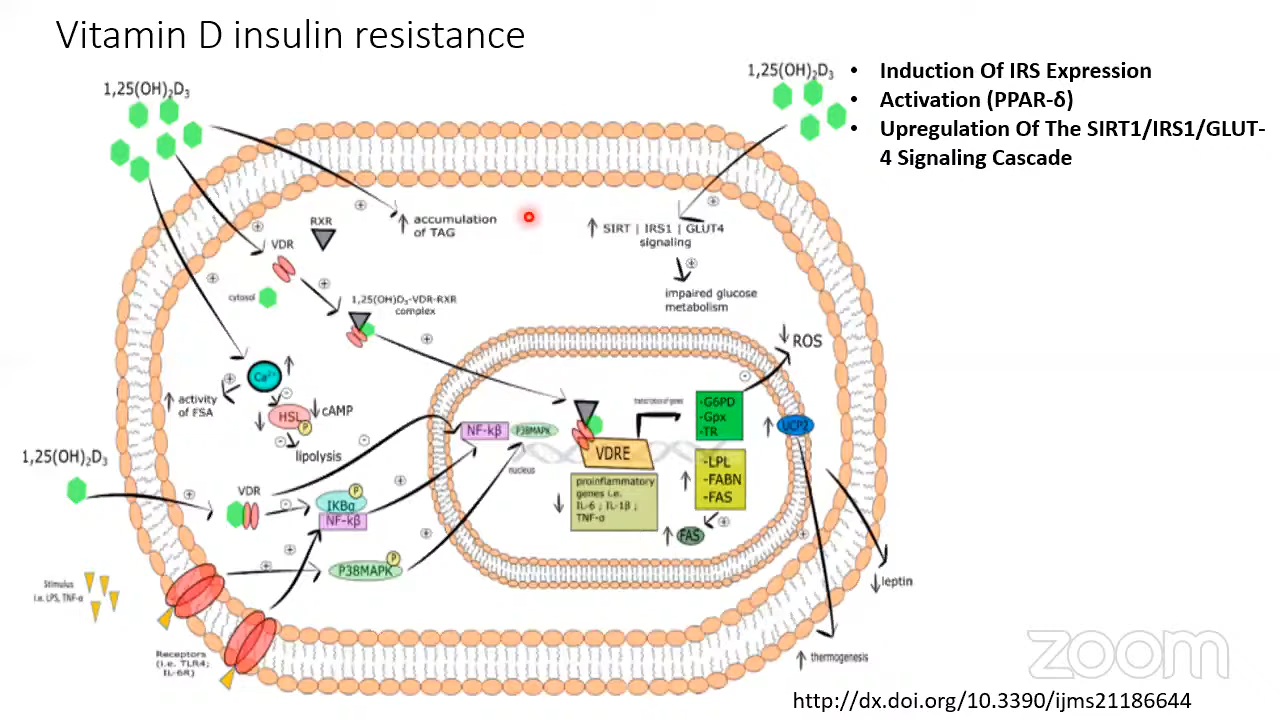 Vitamin D insulin resistance
1,25(OH)₂D₃
1,25(OH)₂D₃
• Induction Of IRS Expression
• Activation (PPAR-δ)
• Upregulation Of The SIRT1/IRS1/GLUT-
4 Signaling Cascade
RXR
↑ accumulation
of TAG
↑ SIRT | IRS1 | GLUT4
signaling
VDR
impaired glucose
metabolism
cytosol
1,25(OH)D₃-VDR-RXR
complex
↓ ROS
Ca²⁺ ↑
↑ activity
of FSA
↓ HSL
P
↓ cAMP
lipolysis
NF-kβ
P38MAPK
nucleus
transcription of genes
VDRE
-G6PD
-Gpx
-TR
↑ UCP2
↑ -LPL
-FABN
-FAS
↓ proinflammatory
genes i.e.
IL-6 ; IL-1β ;
TNF-α
↑ FAS
1,25(OH)₂D₃
VDR
P
IKBα
NF-kβ
P
P38MAPK
Stimulus
i.e. LPS, TNF-α
Receptors
(i.e. TLR4;
IL-6R)
↓ leptin
↑ thermogenesis
zoom
http://dx.doi.org/10.3390/ijms21186644